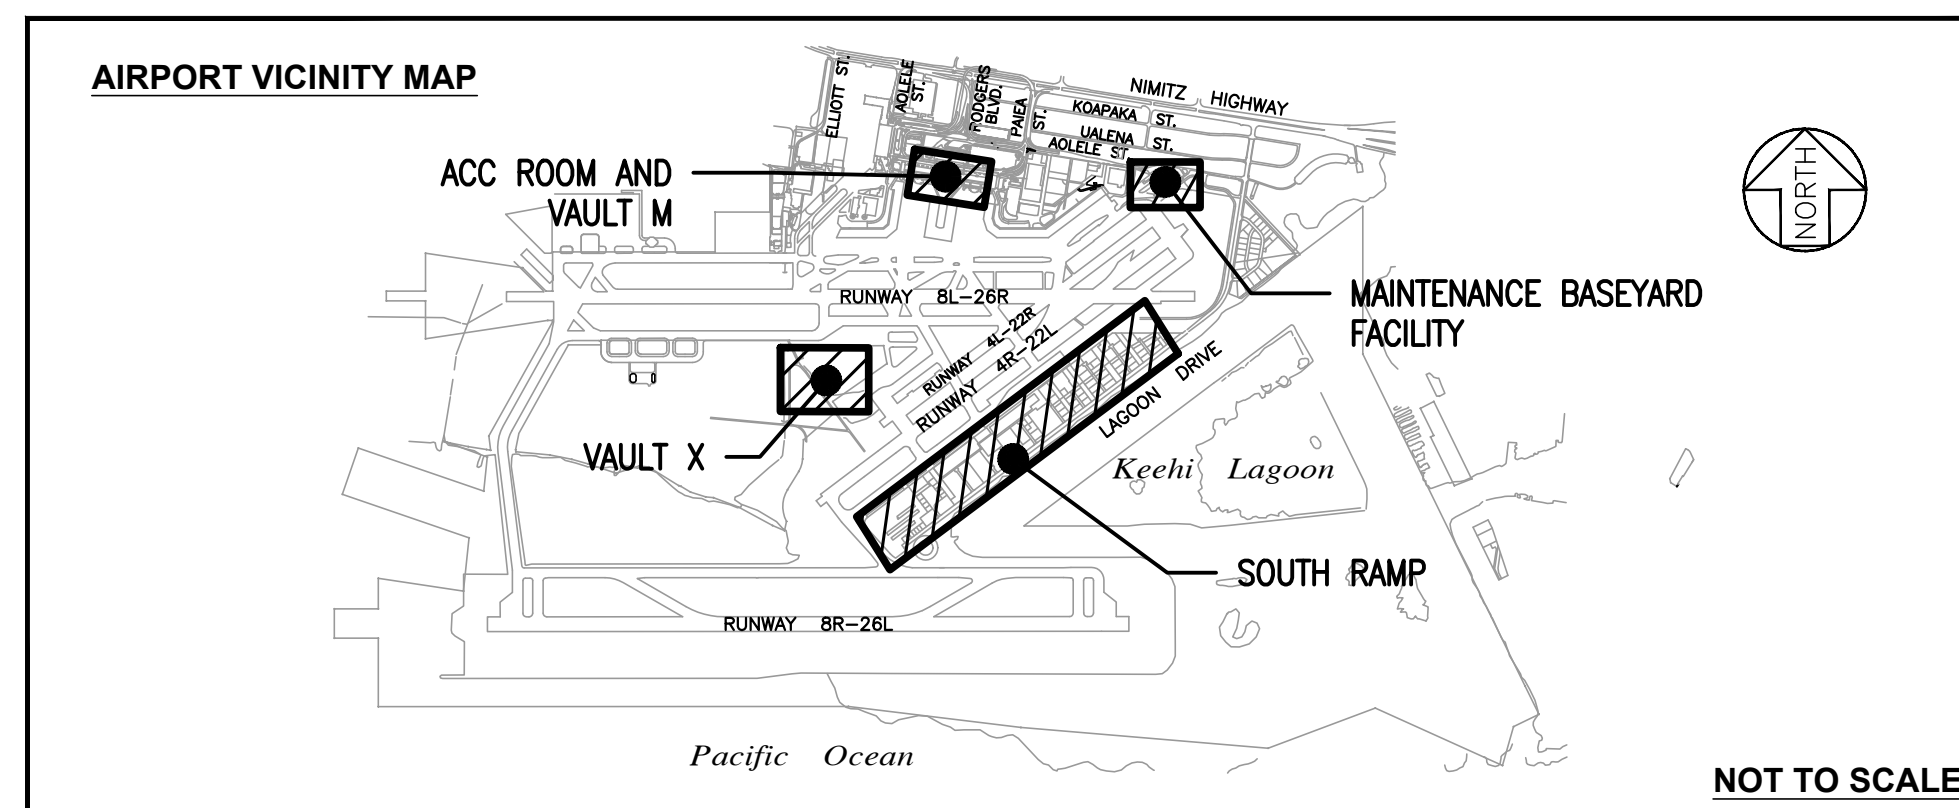 AIRPORT VICINITY MAP
ELLIOTT ST.
AOLELE
ST.
RODGERS
BLVD.
PAIEA
ST.
NIMITZ HIGHWAY
KOAPAKA ST.
UALENA ST.
AOLELE ST.
ACC ROOM AND
VAULT M
NORTH
MAINTENANCE BASEYARD
FACILITY
RUNWAY 8L-26R
RUNWAY 4L-22R
RUNWAY 4R-22L
LAGOON DRIVE
VAULT X
Keehi Lagoon
SOUTH RAMP
RUNWAY 8R-26L
Pacific Ocean
NOT TO SCALE